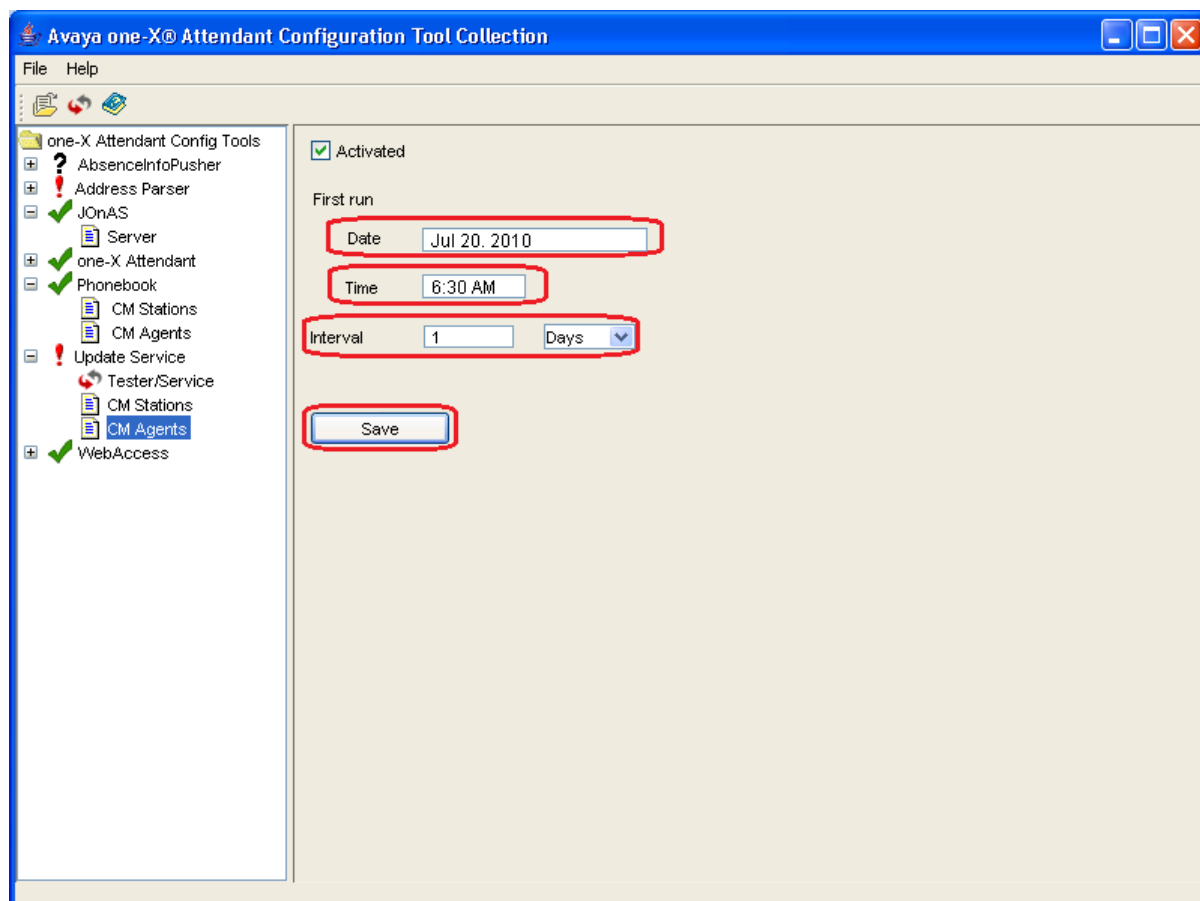 Avaya one-X® Attendant Configuration Tool Collection
File Help
one-X Attendant Config Tools
AbsenceInfoPusher
Address Parser
JOnAS
Server
one-X Attendant
Phonebook
CM Stations
CM Agents
Update Service
Tester/Service
CM Stations
CM Agents
WebAccess
Activated
First run
Date Jul 20. 2010
Time 6:30 AM
Interval 1 Days
Save